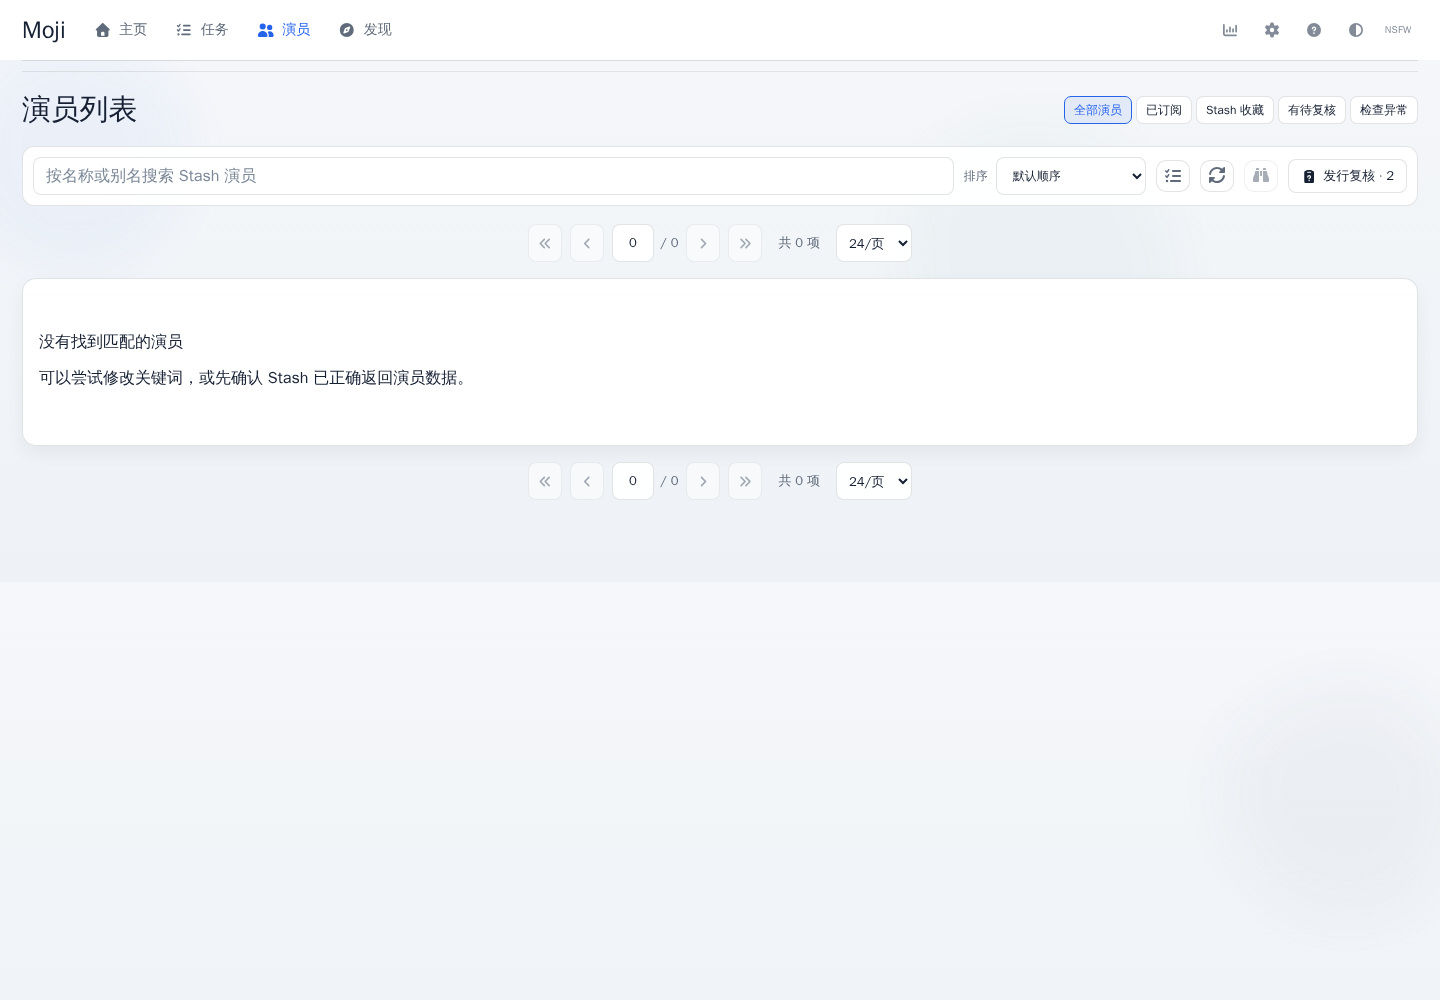 Moji 主页 任务 演员 发现 NSFW
演员列表 全部演员 已订阅 Stash 收藏 有待复核 检查异常
按名称或别名搜索 Stash 演员 排序 默认顺序 发行复核 · 2
0 / 0 共 0 项 24/页
没有找到匹配的演员
可以尝试修改关键词，或先确认 Stash 已正确返回演员数据。
0 / 0 共 0 项 24/页